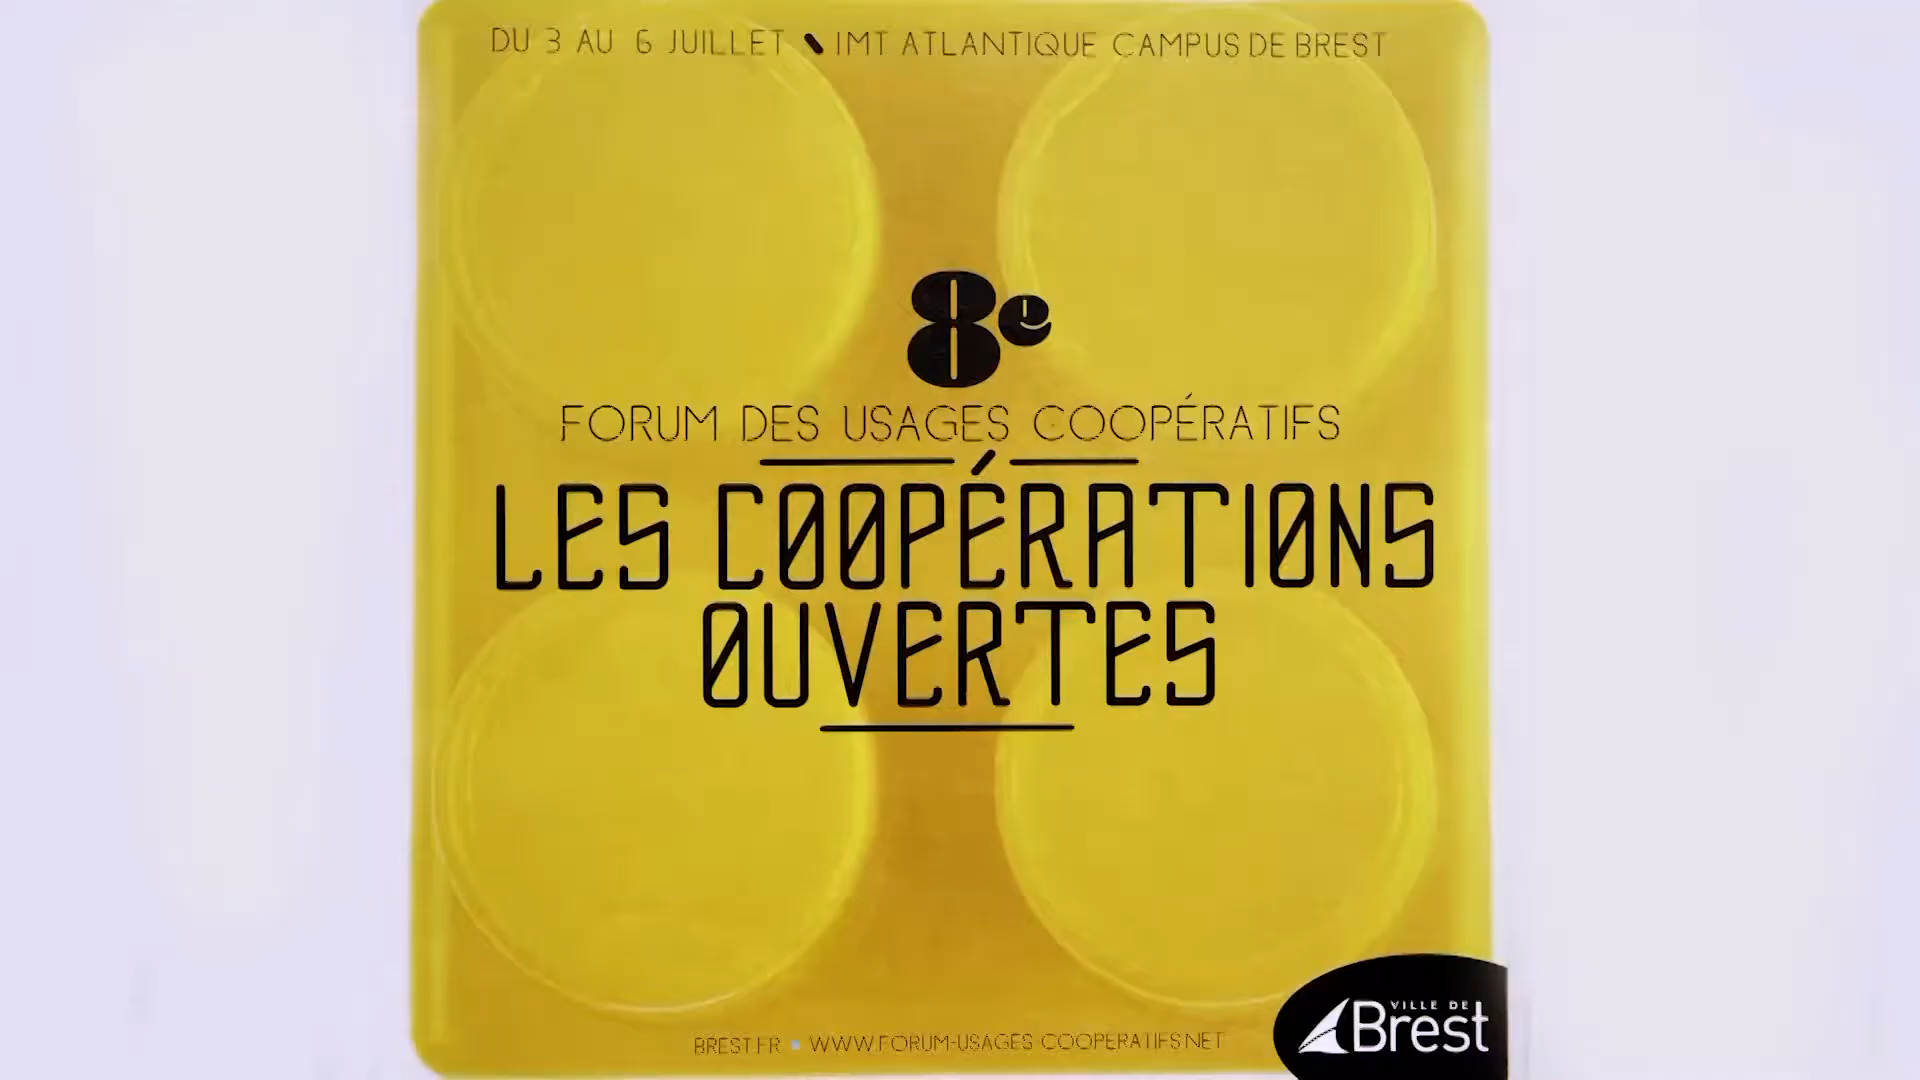 DU 3 AU 6 JUILLET \ IMT ATLANTIQUE CAMPUS DE BREST
8e
FORUM DES USAGES COOPÉRATIFS
LES COOPÉRATIONS
OUVERTES
BREST.FR ▪ WWW.FORUM-USAGES-COOPERATIFS.NET
VILLE DE
Brest